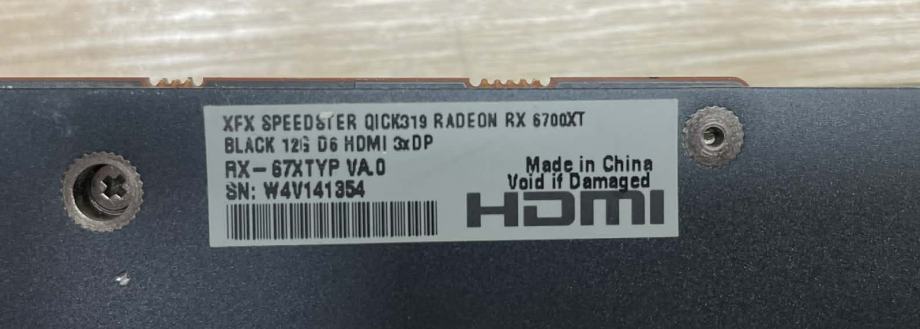 XFX SPEEDSTER QICK319 RADEON RX 6700XT
BLACK 12G D6 HDMI 3xDP
RX-67XTYP VA.0
SN: W4V141354
Made in China
Void if Damaged
HDMI